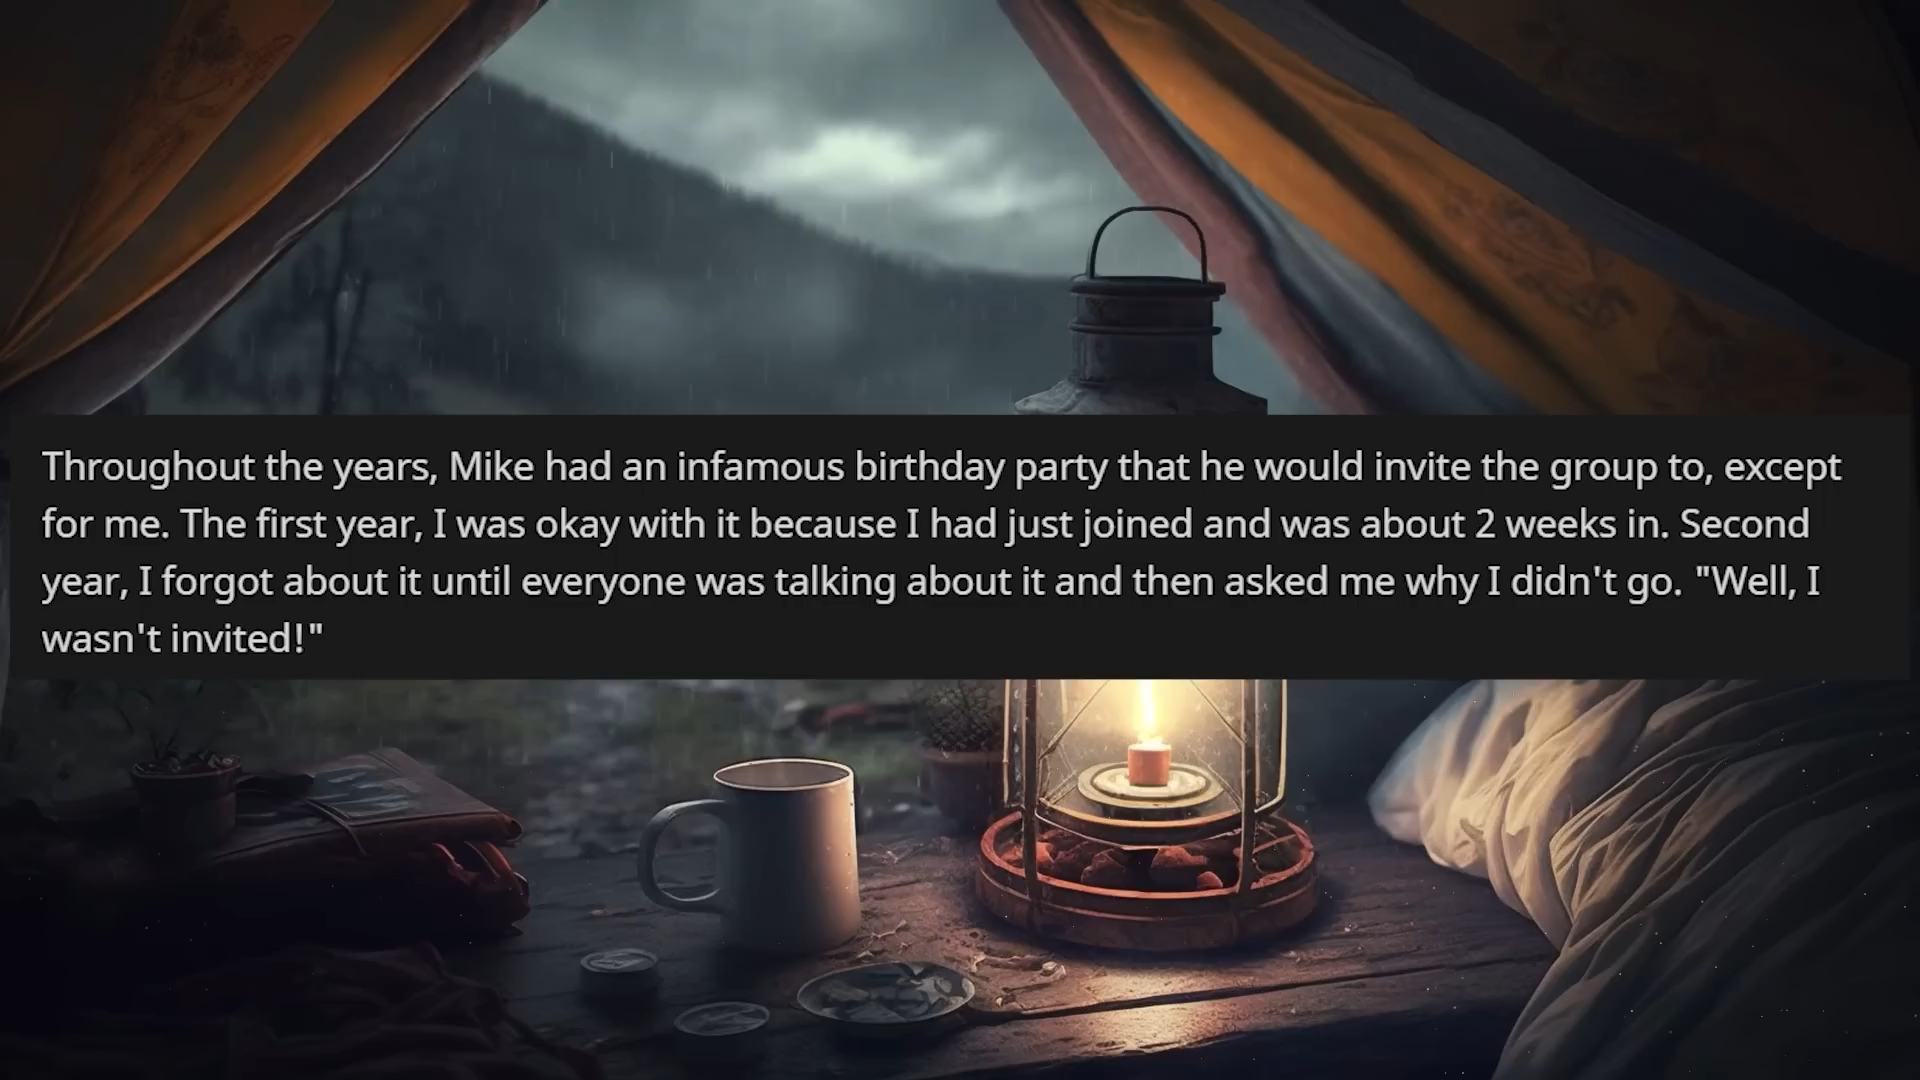 Throughout the years, Mike had an infamous birthday party that he would invite the group to, except
for me. The first year, I was okay with it because I had just joined and was about 2 weeks in. Second
year, I forgot about it until everyone was talking about it and then asked me why I didn't go. "Well, I
wasn't invited!"